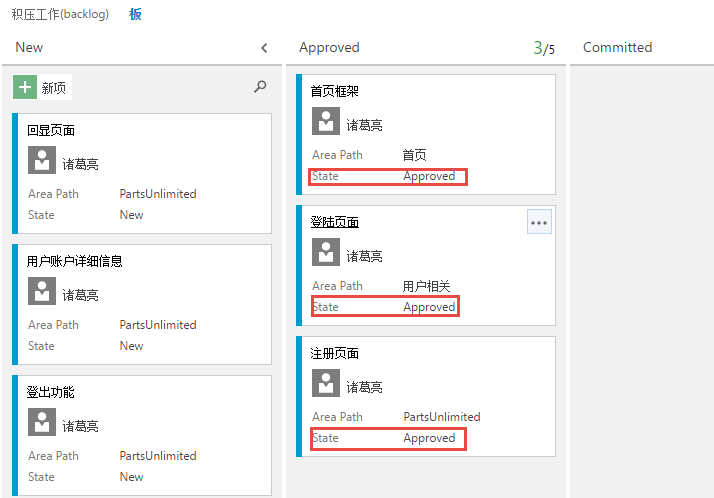 积压工作(backlog) 板
New
新项
回显页面
诸葛亮
Area Path PartsUnlimited
State New
用户账户详细信息
诸葛亮
Area Path PartsUnlimited
State New
登出功能
诸葛亮
Area Path PartsUnlimited
State New
Approved 3/5
首页框架
诸葛亮
Area Path 首页
State Approved
登陆页面
诸葛亮
Area Path 用户相关
State Approved
注册页面
诸葛亮
Area Path PartsUnlimited
State Approved
Committed